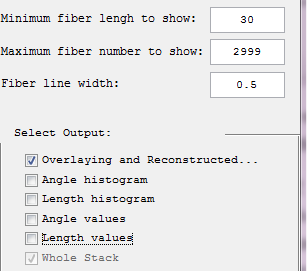 Minimum fiber lengh to show: 30
Maximum fiber number to show: 2999
Fiber line width: 0.5
Select Output:
Overlaying and Reconstructed...
Angle histogram
Length histogram
Angle values
Length values
Whole Stack